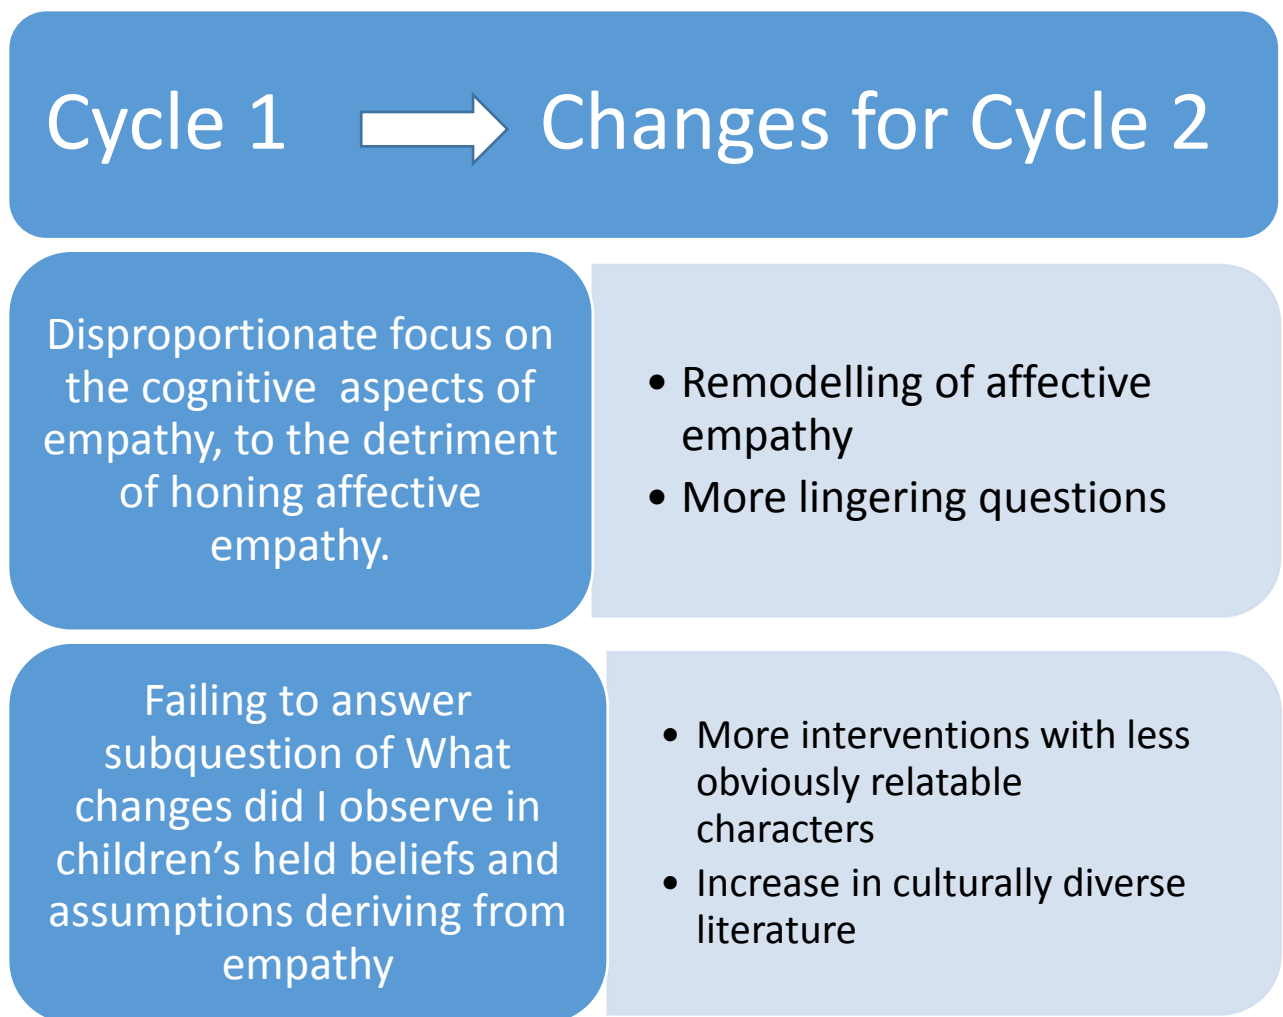 Cycle 1 Changes for Cycle 2
Disproportionate focus on
the cognitive aspects of
empathy, to the detriment
of honing affective
empathy.
• Remodelling of affective
empathy
• More lingering questions
Failing to answer
subquestion of What
changes did I observe in
children’s held beliefs and
assumptions deriving from
empathy
• More interventions with less
obviously relatable
characters
• Increase in culturally diverse
literature